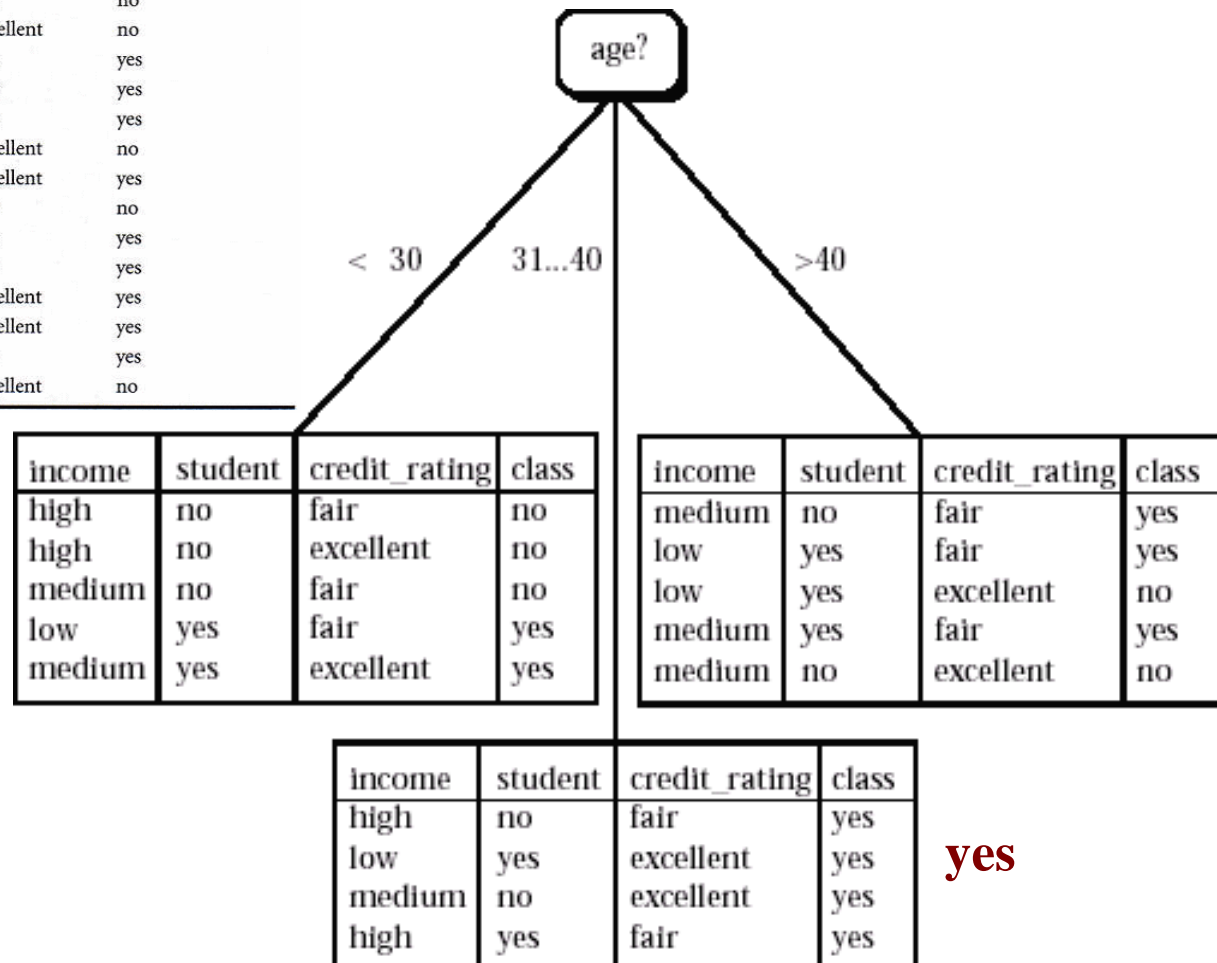 no
ellent no
yes
yes
yes
ellent no
ellent yes
no
yes
yes
ellent yes
ellent yes
yes
ellent no
age?
< 30 31...40 >40
income student credit_rating class
high no fair no
high no excellent no
medium no fair no
low yes fair yes
medium yes excellent yes
income student credit_rating class
medium no fair yes
low yes fair yes
low yes excellent no
medium yes fair yes
medium no excellent no
income student credit_rating class
high no fair yes
low yes excellent yes
medium no excellent yes
high yes fair yes
yes